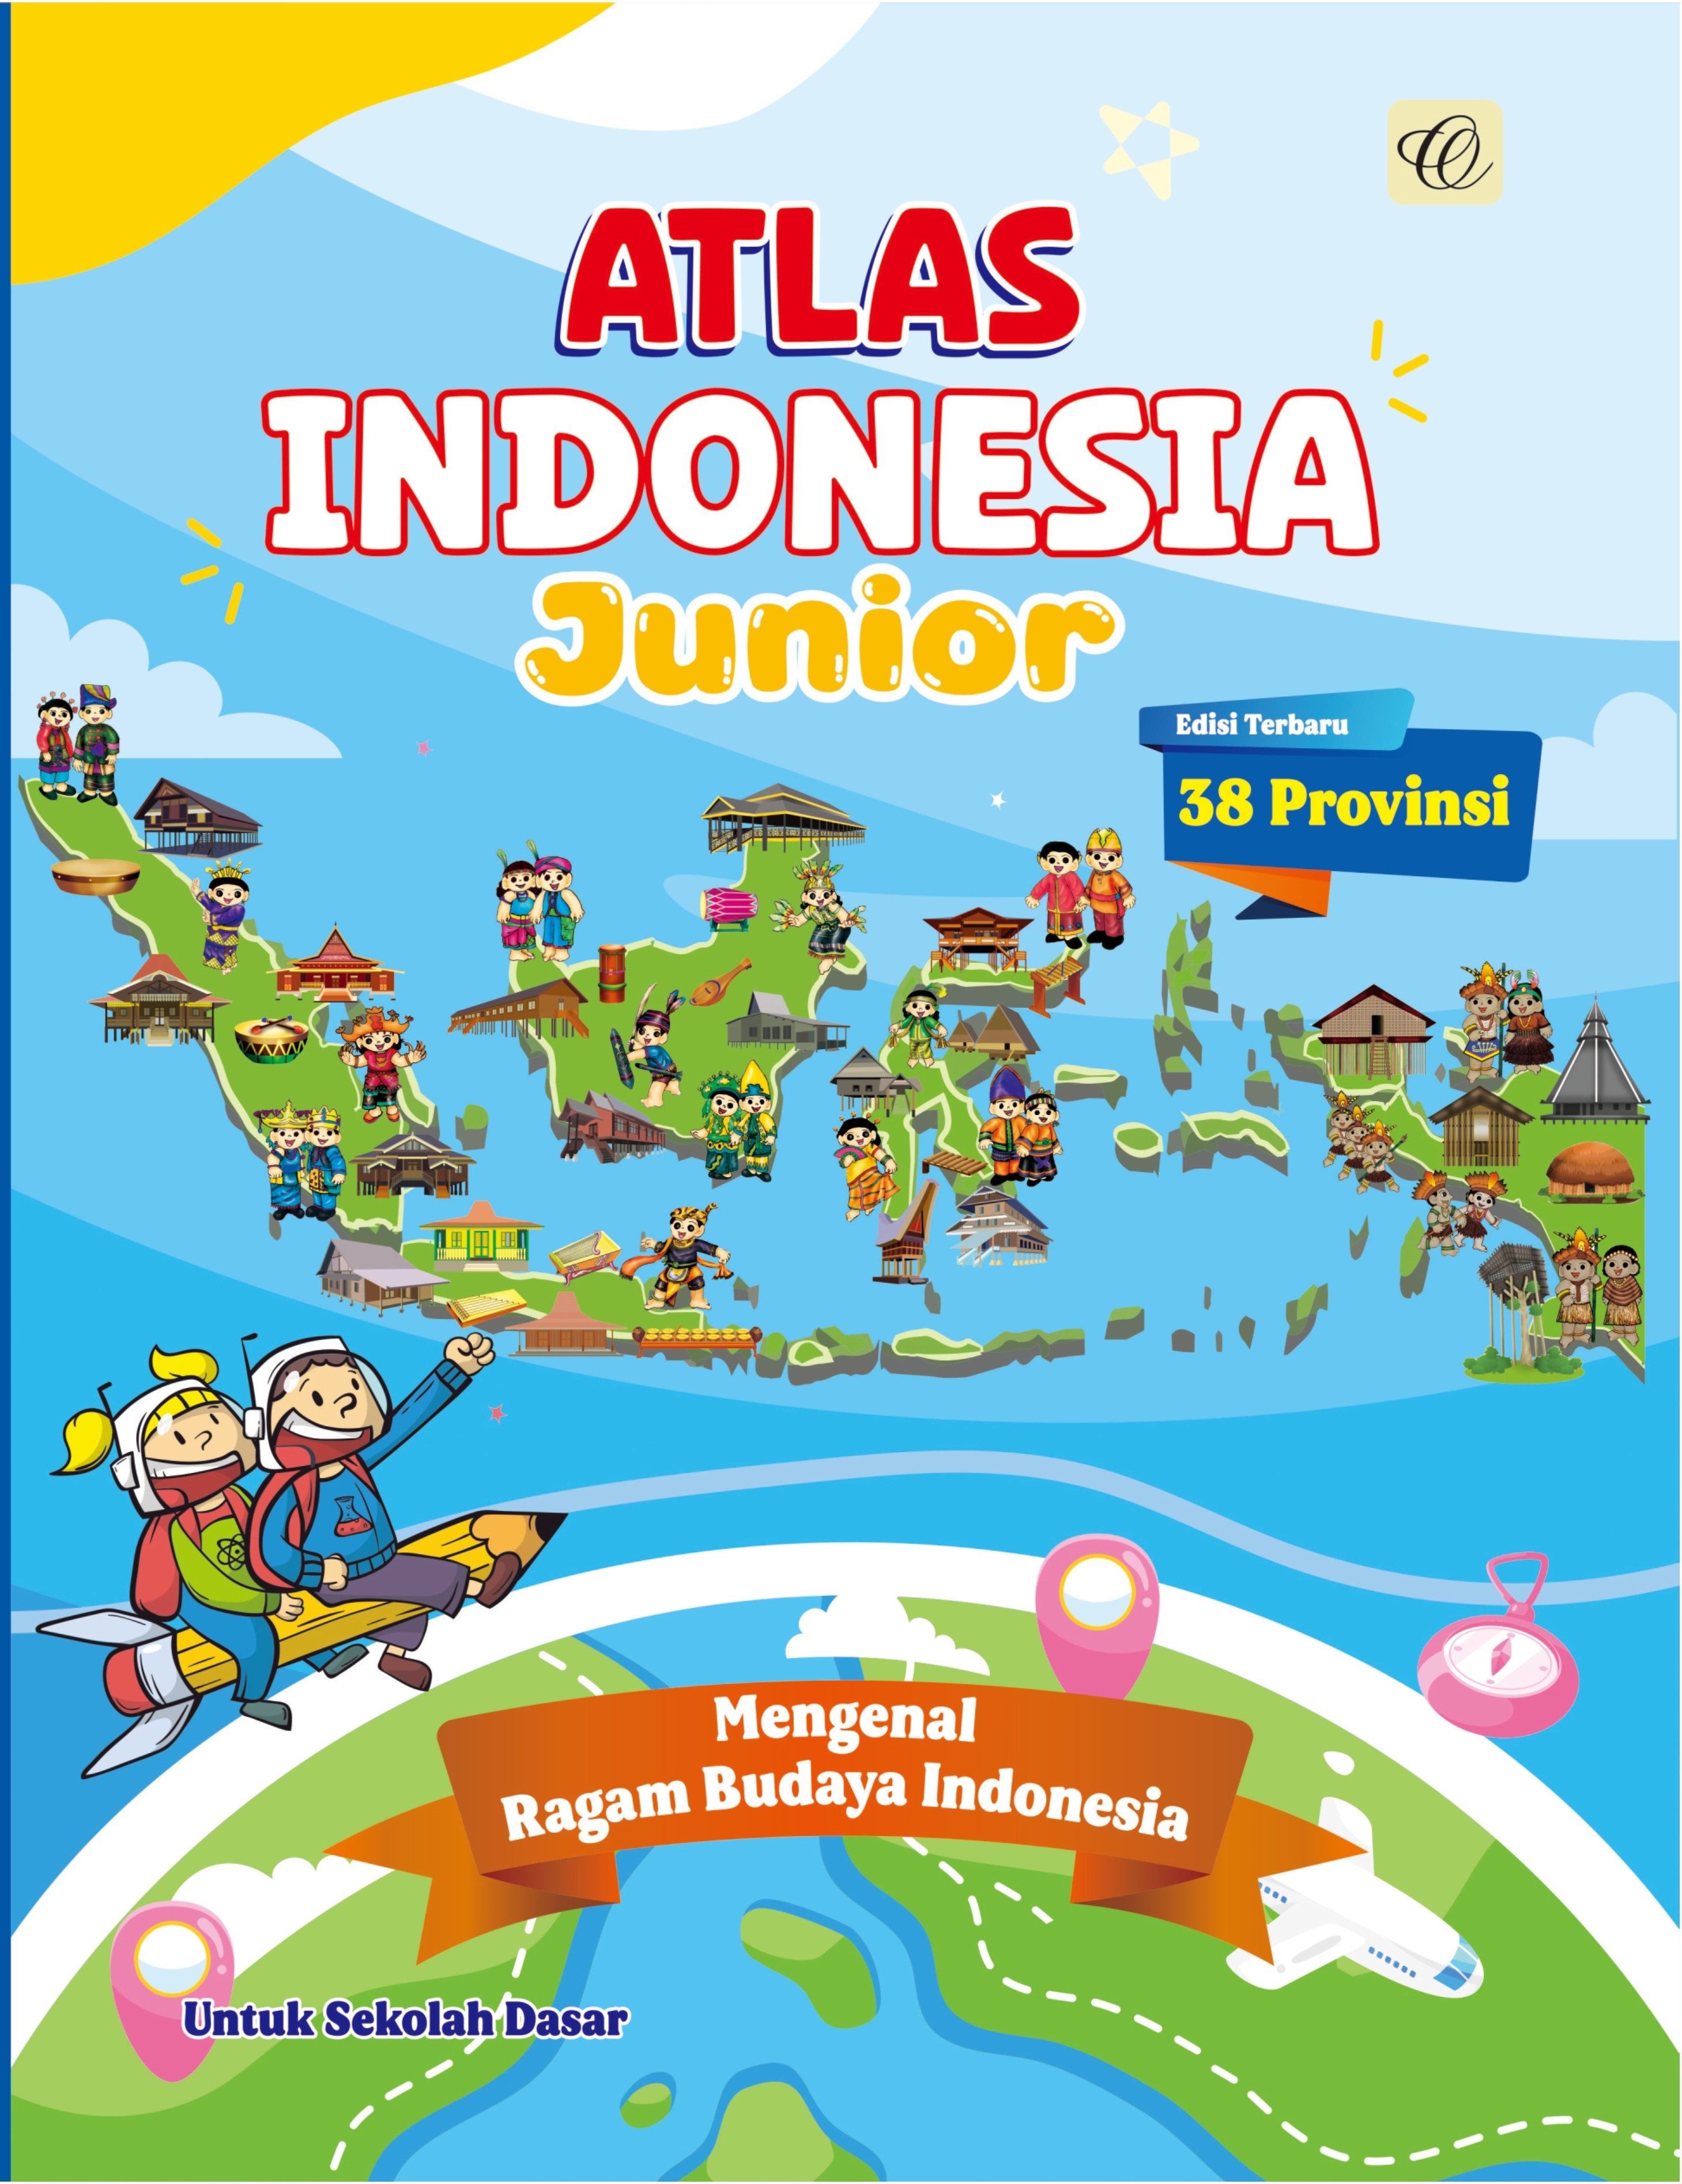 ATLAS
INDONESIA
Junior
Edisi Terbaru
38 Provinsi
Mengenal
Ragam Budaya Indonesia
Untuk Sekolah Dasar